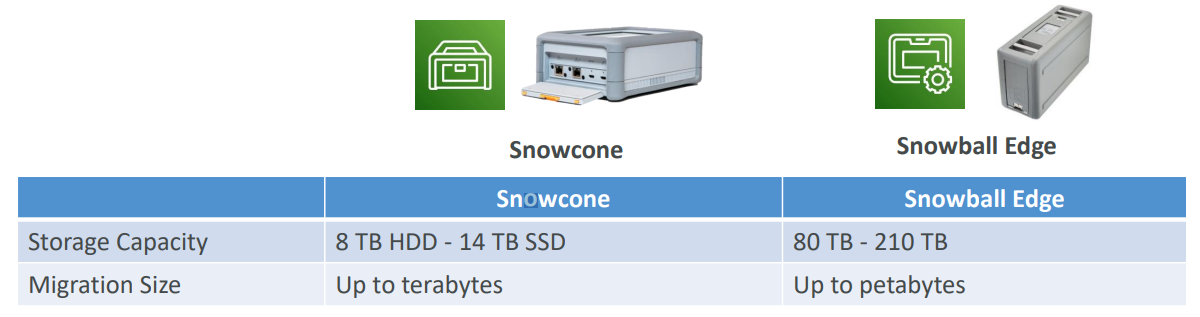 Snowcone
Snowball Edge
Snowcone Snowball Edge
Storage Capacity 8 TB HDD - 14 TB SSD 80 TB - 210 TB
Migration Size Up to terabytes Up to petabytes